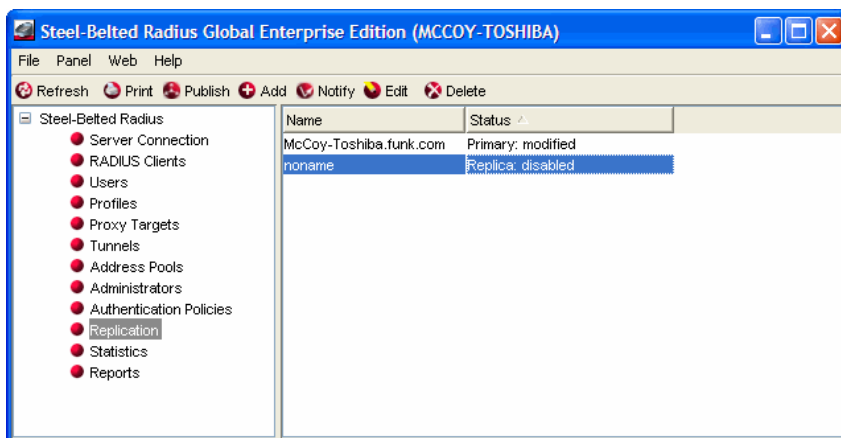 Steel-Belted Radius Global Enterprise Edition (MCCOY-TOSHIBA)
File Panel Web Help
Refresh Print Publish Add Notify Edit Delete
Steel-Belted Radius
Server Connection
RADIUS Clients
Users
Profiles
Proxy Targets
Tunnels
Address Pools
Administrators
Authentication Policies
Replication
Statistics
Reports
Name Status
McCoy-Toshiba.funk.com Primary: modified
noname Replica: disabled